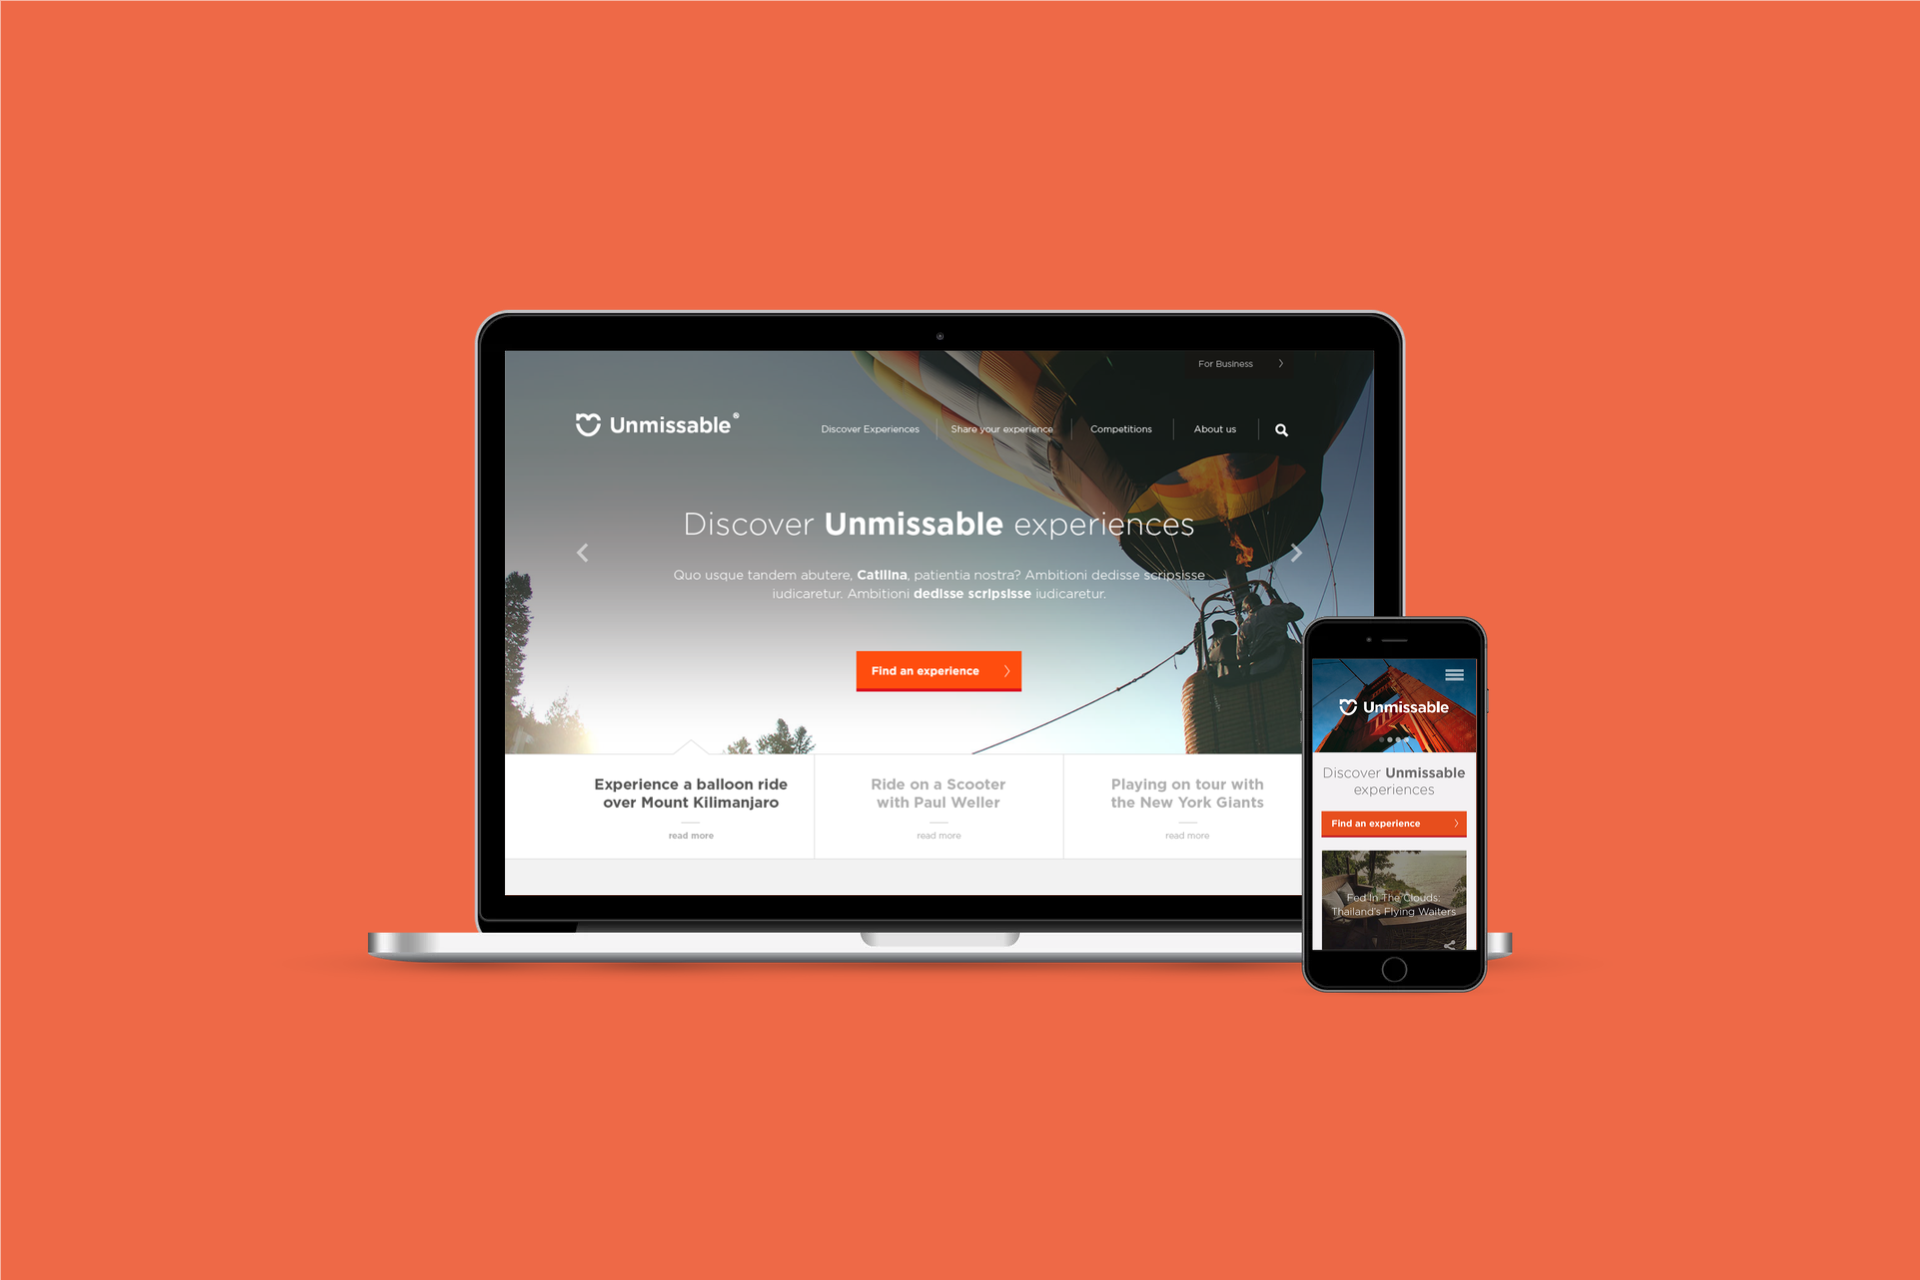 For Business
Unmissable
Discover Experiences
Share your experience
Competitions
About us
Discover Unmissable experiences
Quo usque tandem abutere, Catilina, patientia nostra? Ambitioni dedisse scripsisse
iudicaretur. Ambitioni dedisse scripsisse iudicaretur.
Find an experience
Experience a balloon ride
over Mount Kilimanjaro
read more
Ride on a Scooter
with Paul Weller
read more
Playing on tour with
the New York Giants
read more
Unmissable
Discover Unmissable
experiences
Find an experience
Fed In The Clouds:
Thailand's Flying Waiters